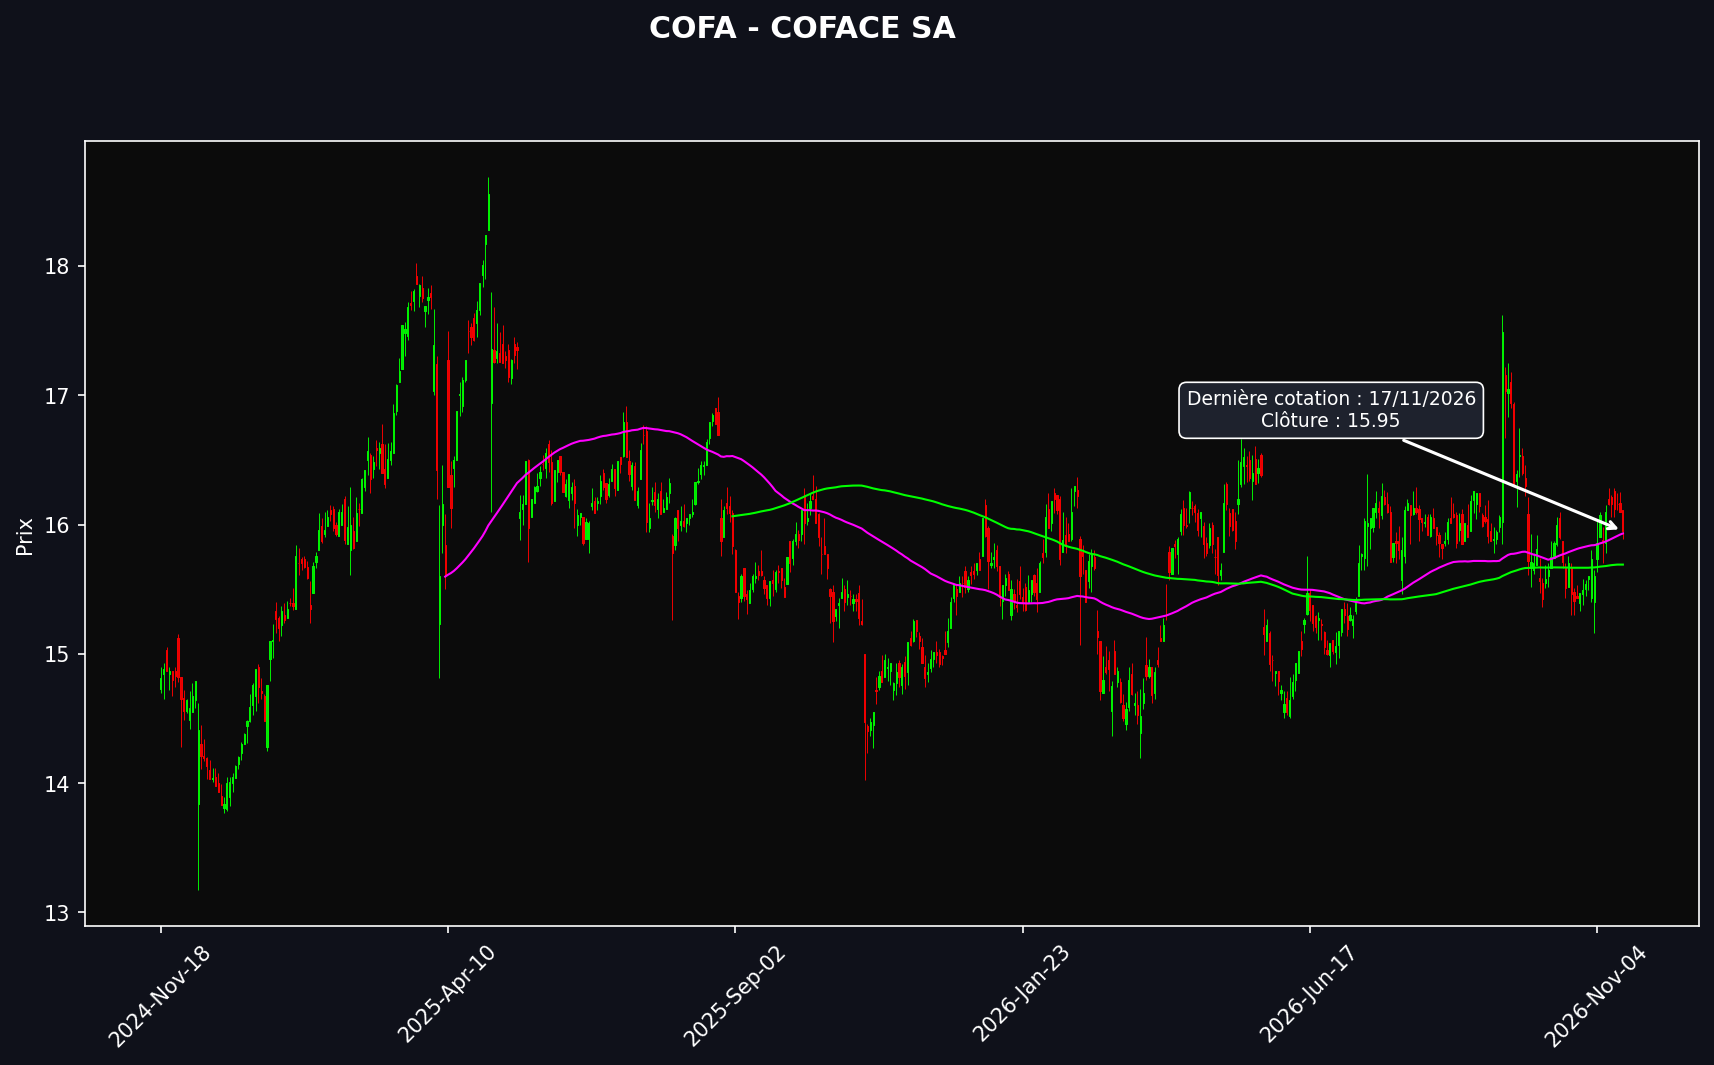 COFA - COFACE SA
Prix
18
17
16
15
14
13
Dernière cotation : 17/11/2026
Clôture : 15.95
2024-Nov-18
2025-Apr-10
2025-Sep-02
2026-Jan-23
2026-Jun-17
2026-Nov-04